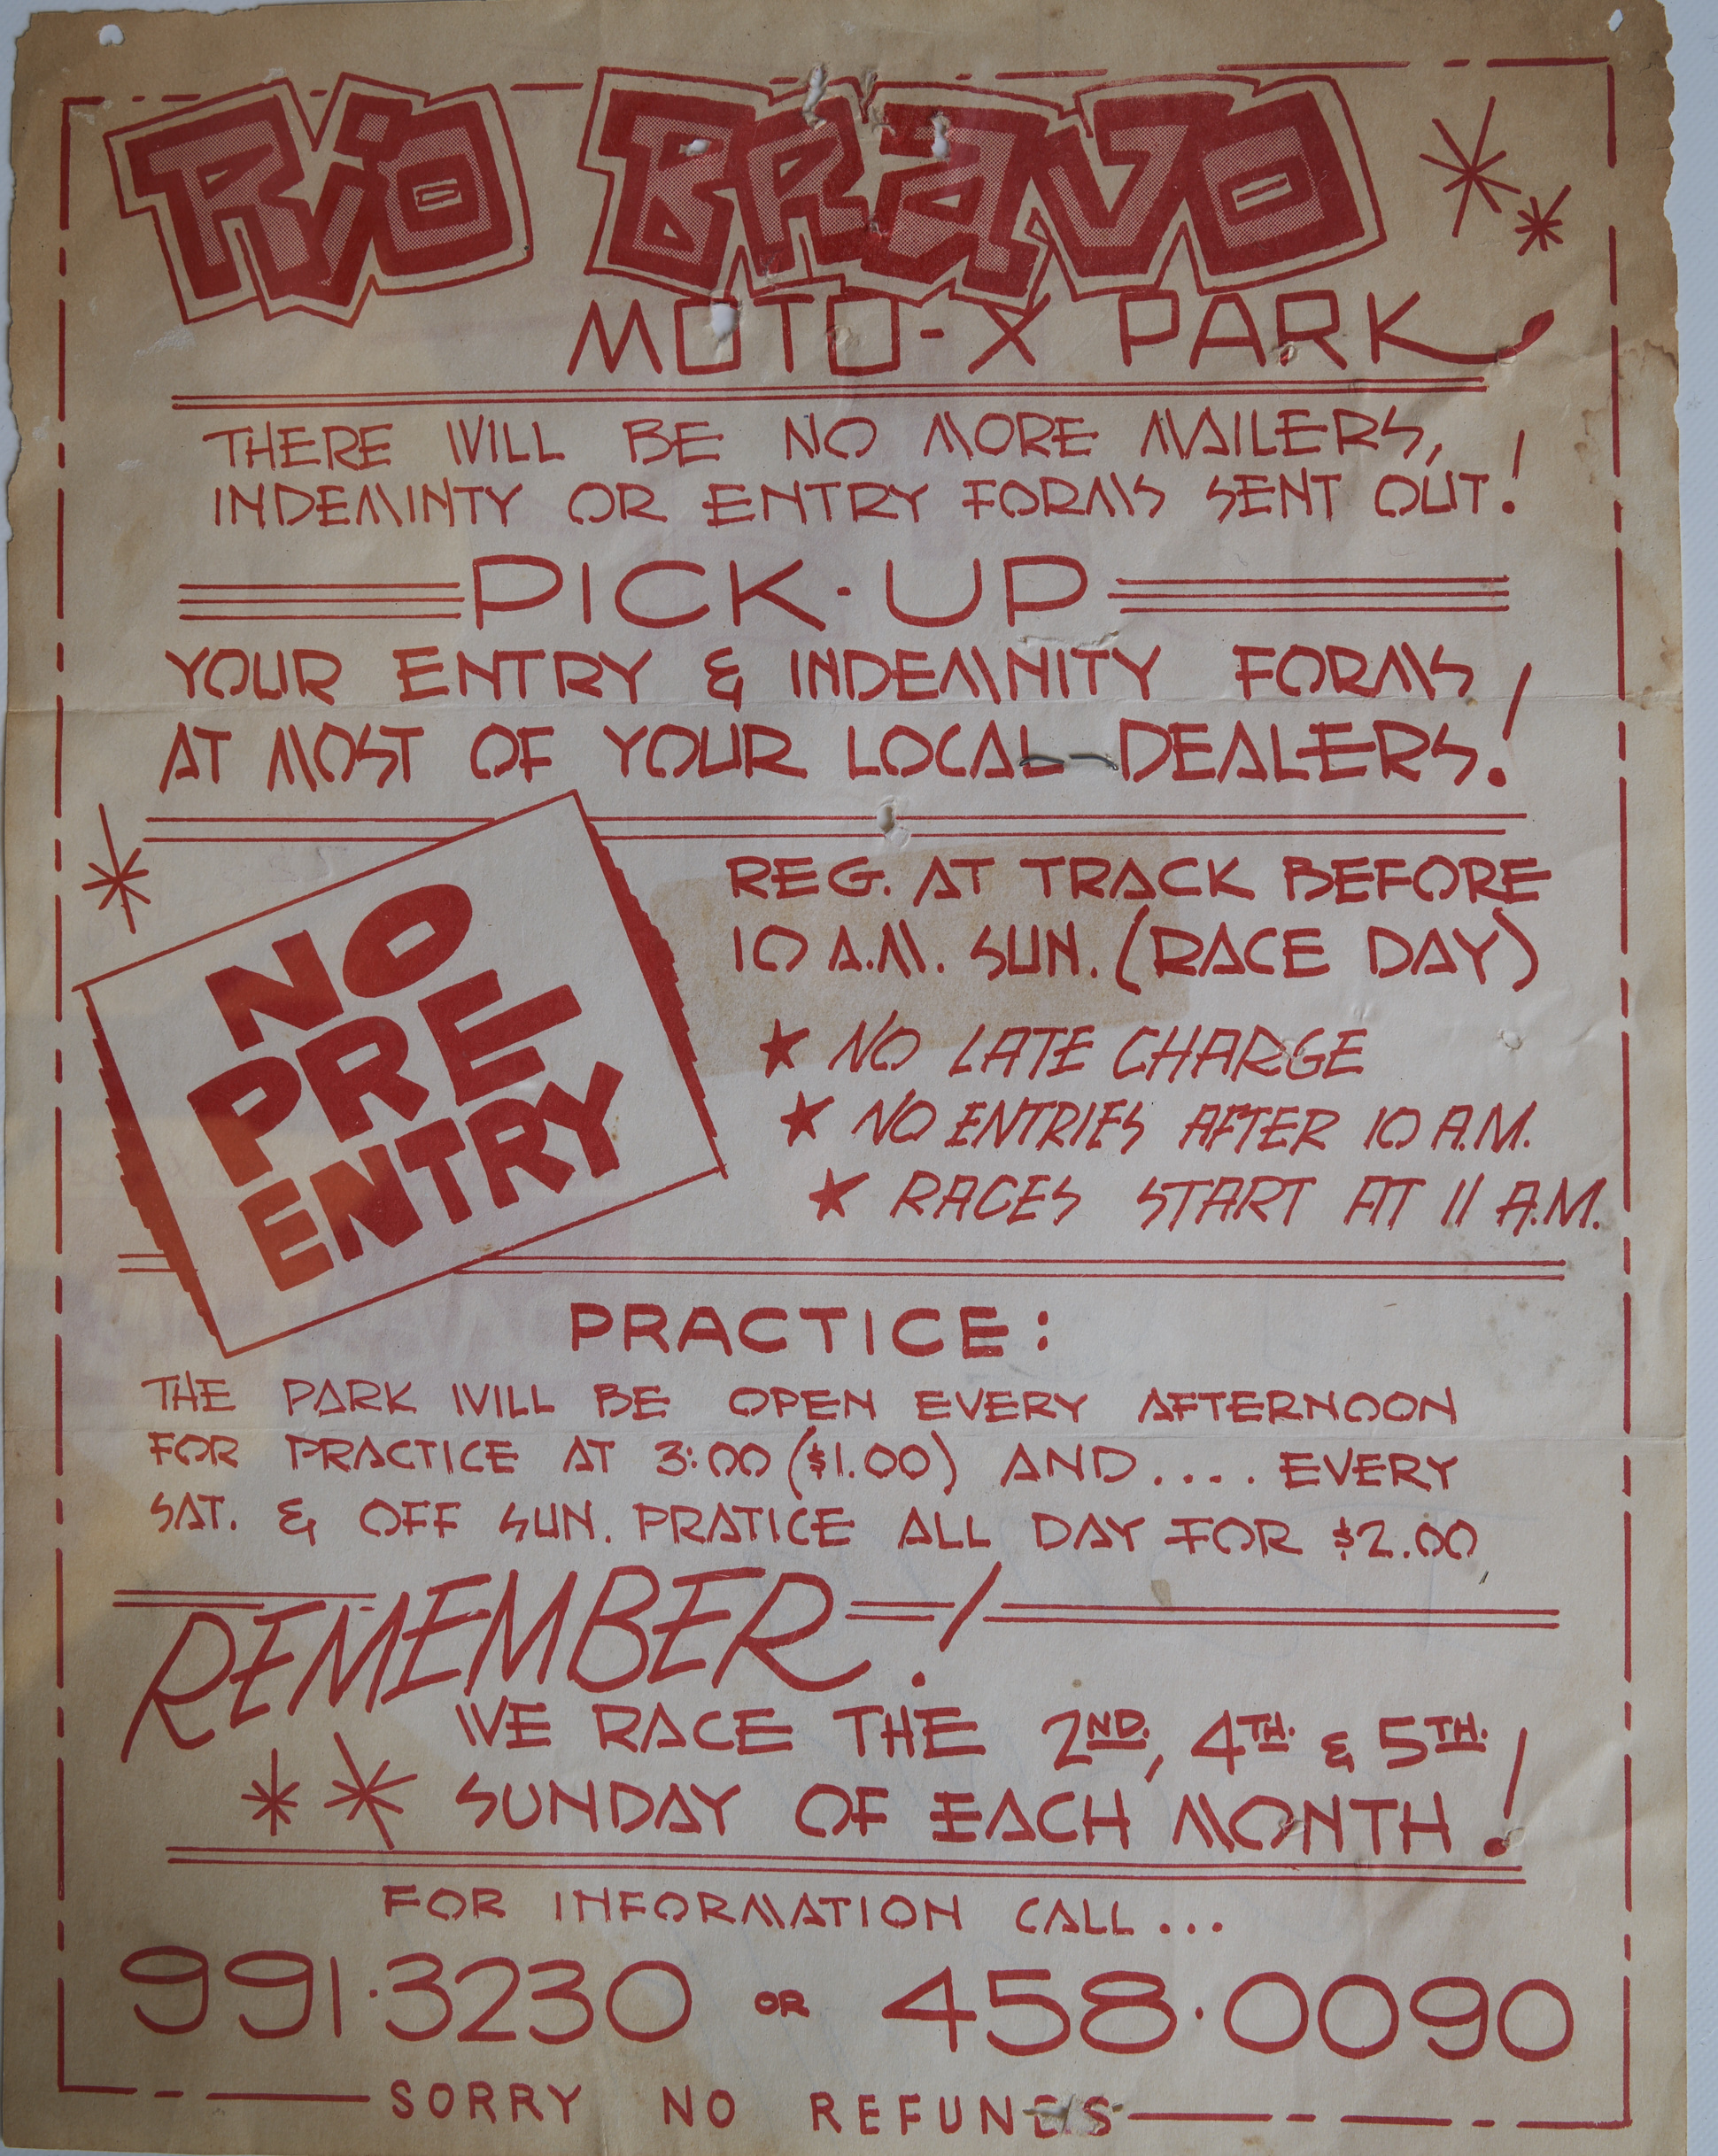 RiO BRaVO
MOTO-X PARK
THERE WILL BE NO MORE MAILERS,
INDEMINTY OR ENTRY FORMS SENT OUT!
PICK·UP
YOUR ENTRY & INDEMNITY FORMS
AT MOST OF YOUR LOCAL DEALERS!
NO
PRE
ENTRY
REG. AT TRACK BEFORE
10 A.M. SUN. (RACE DAY)
★ NO LATE CHARGE
★ NO ENTRIES AFTER 10 A.M.
★ RACES START AT 11 A.M.
PRACTICE:
THE PARK WILL BE OPEN EVERY AFTERNOON
FOR PRACTICE AT 3:00 ($1.00) AND.... EVERY
SAT. & OFF SUN. PRATICE ALL DAY FOR $2.00
REMEMBER!
WE RACE THE 2ND., 4TH. & 5TH.
SUNDAY OF EACH MONTH!
FOR INFORMATION CALL...
991·3230 OR 458·0090
SORRY NO REFUNDS